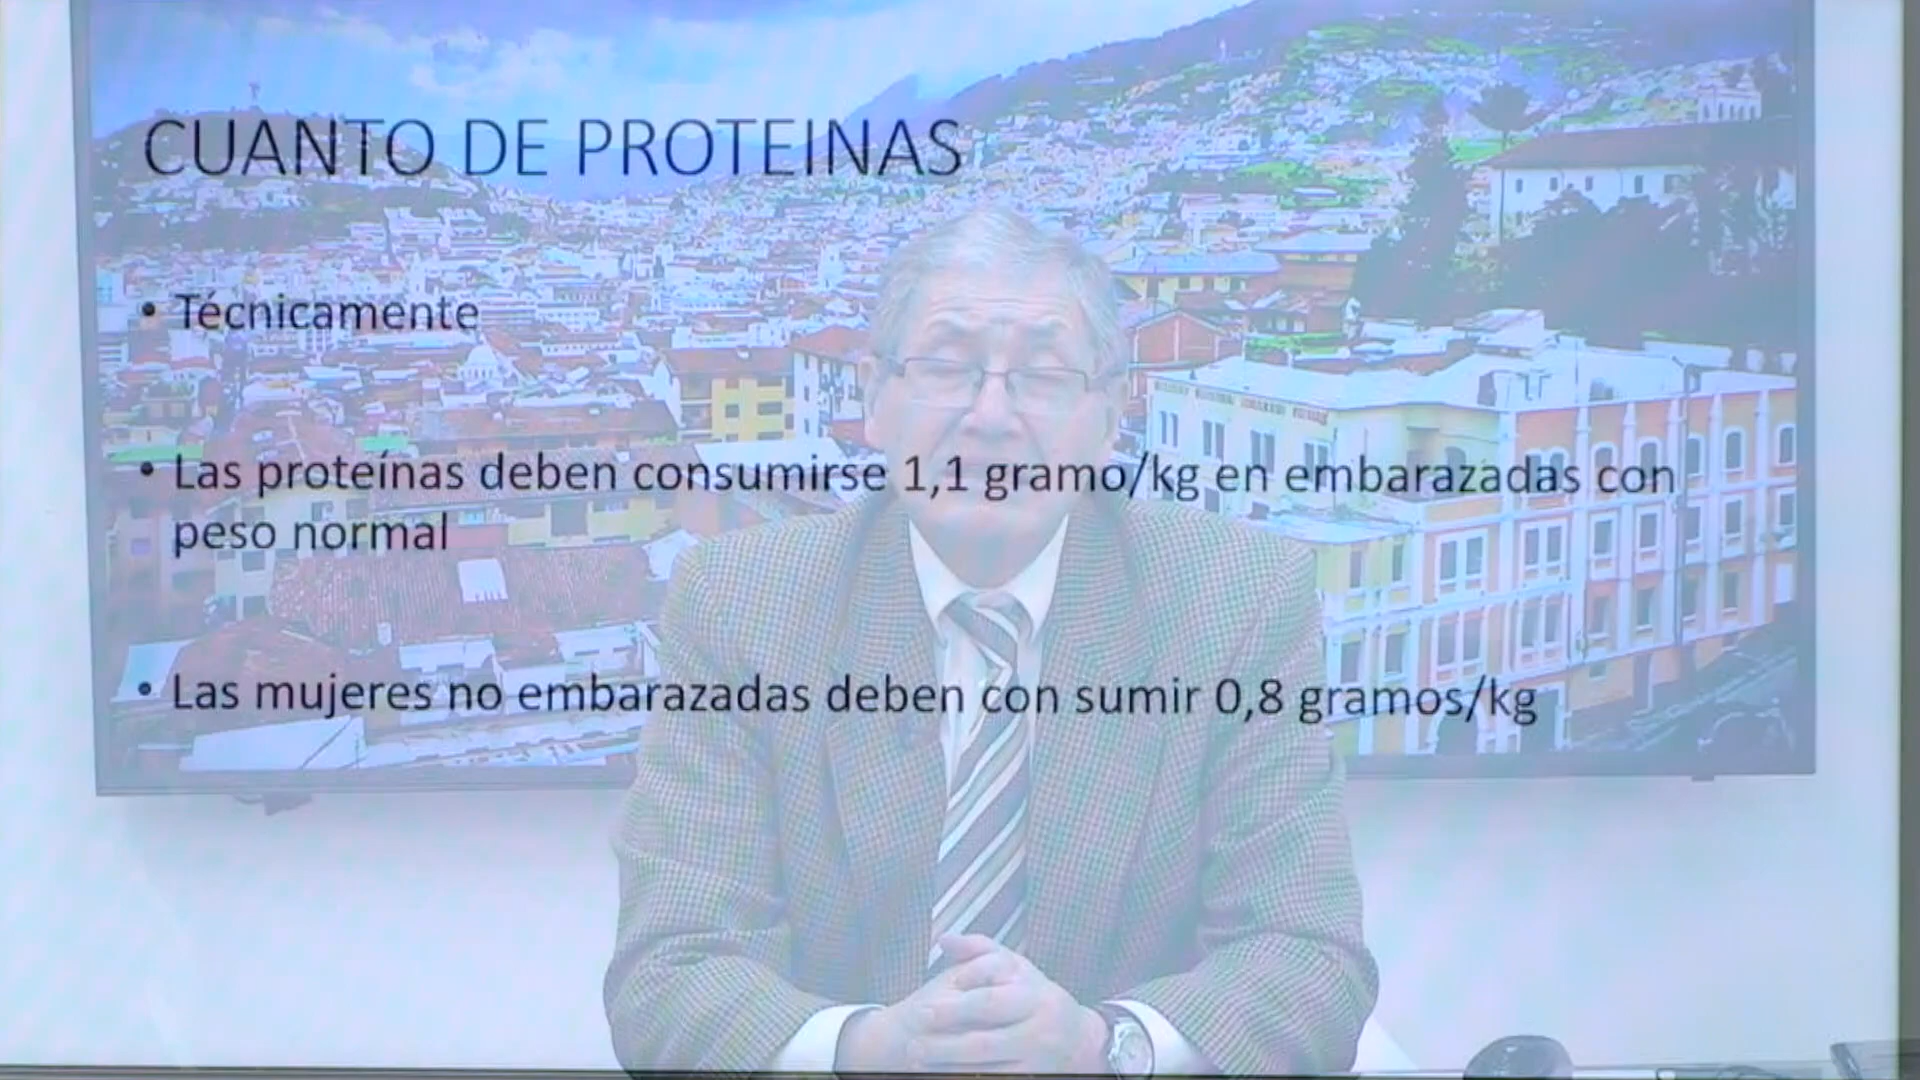 CUANTO DE PROTEINAS
• Técnicamente
• Las proteínas deben consumirse 1,1 gramo/kg en embarazadas con
peso normal
• Las mujeres no embarazadas deben con sumir 0,8 gramos/kg